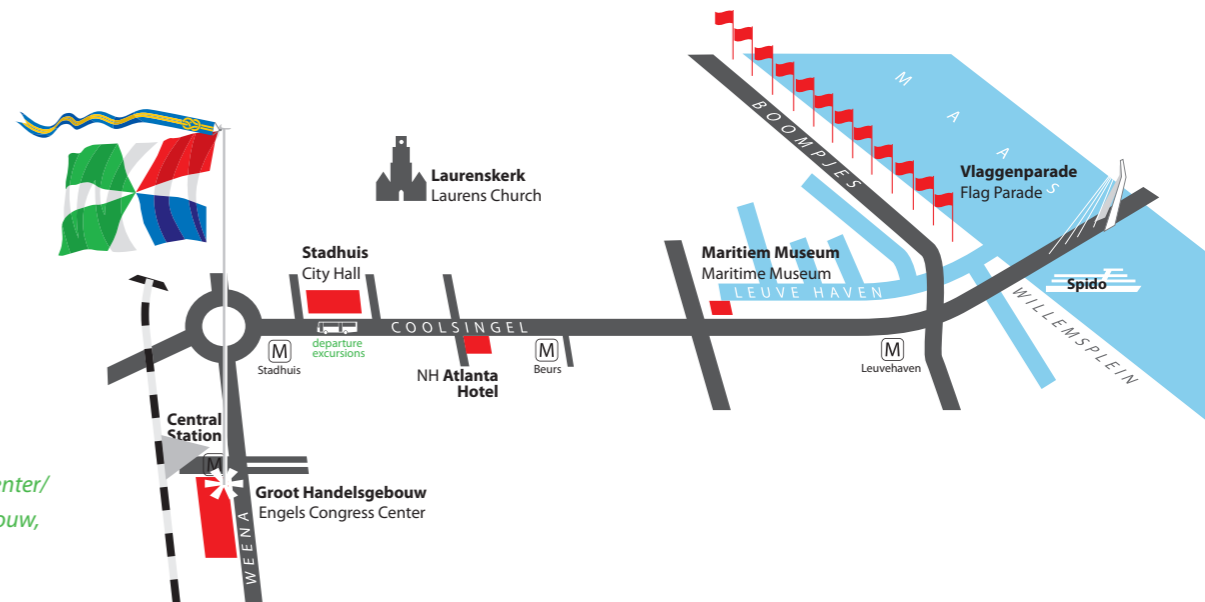 MAAS
BOOMPJES
Vlaggenparade
Flag Parade
Laurenskerk
Laurens Church
Stadhuis
City Hall
Maritiem Museum
Maritime Museum
LEUVE HAVEN
Spido
WILLEMSPLEIN
COOLSINGEL
departure
excursions
M
Stadhuis
NH Atlanta
Hotel
M
Beurs
M
Leuvehaven
Central
Station
M
Groot Handelsgebouw
Engels Congress Center
WEENA
enter/
ouw,